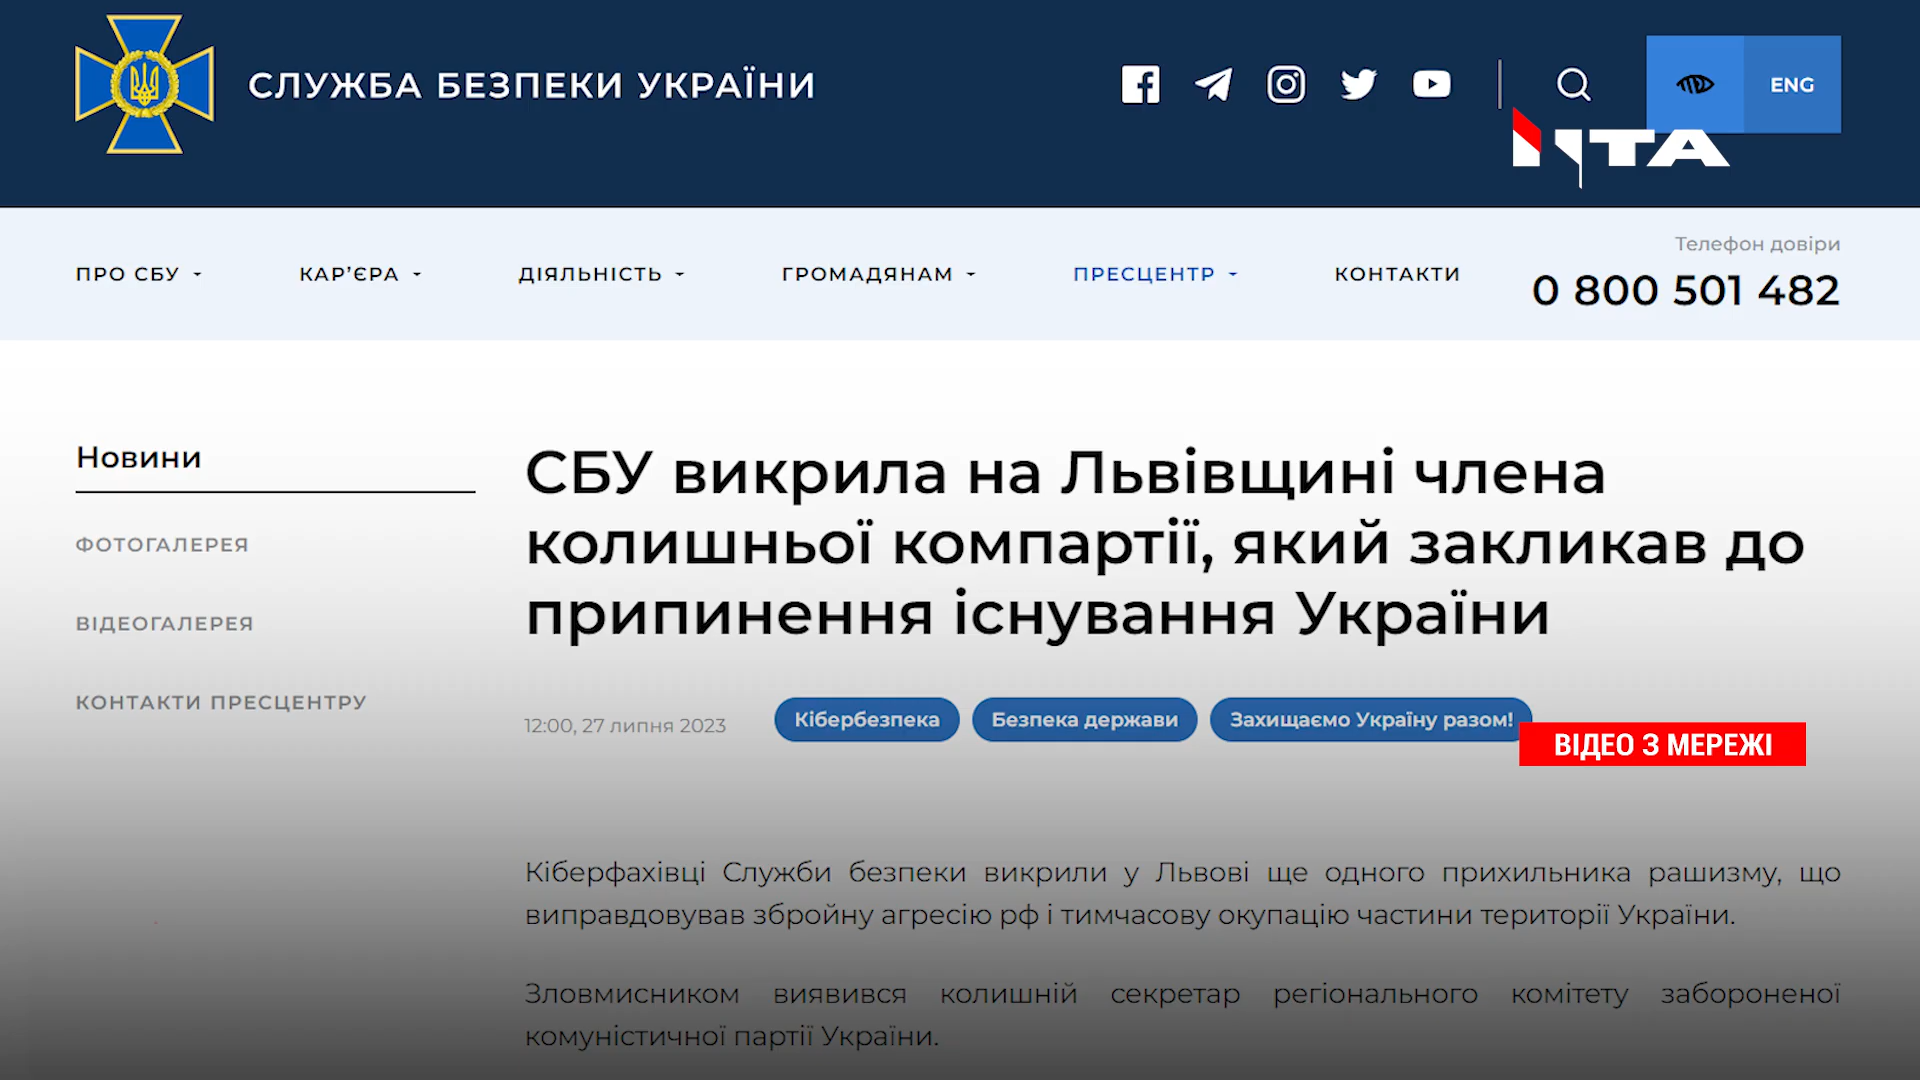 СЛУЖБА БЕЗПЕКИ УКРАЇНИ
ENG
NTA
ПРО СБУ
КАР’ЄРА
ДІЯЛЬНІСТЬ
ГРОМАДЯНАМ
ПРЕСЦЕНТР
КОНТАКТИ
Телефон довіри
0 800 501 482
Новини
ФОТОГАЛЕРЕЯ
ВІДЕОГАЛЕРЕЯ
КОНТАКТИ ПРЕСЦЕНТРУ
СБУ викрила на Львівщині члена
колишньої компартії, який закликав до
припинення існування України
12:00, 27 липня 2023
Кібербезпека
Безпека держави
Захищаємо Україну разом!
ВІДЕО З МЕРЕЖІ
Кіберфахівці Служби безпеки викрили у Львові ще одного прихильника рашизму, що
виправдовував збройну агресію рф і тимчасову окупацію частини території України.
Зловмисником виявився колишній секретар регіонального комітету забороненої
комуністичної партії України.